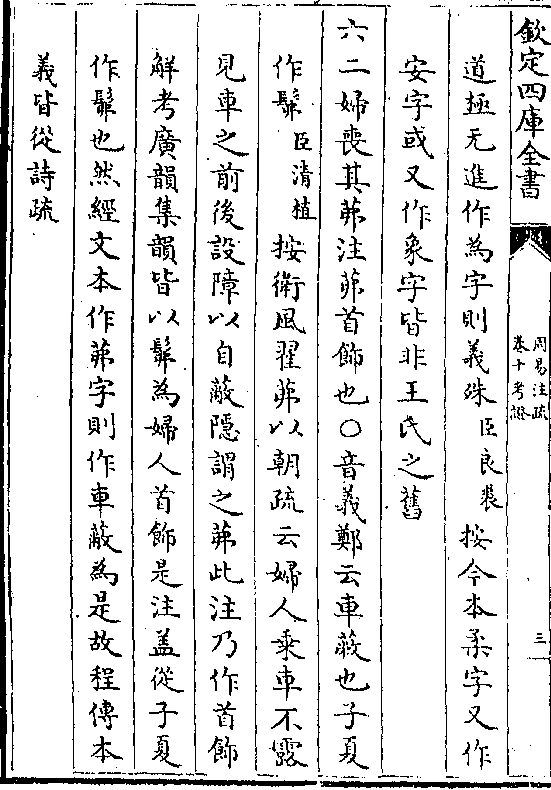 欽定四庫全書
周易注疏
卷十考證
三
道極无進作為字則義殊臣良裘按今本柔字又作
安字或又作象字皆非王氏之舊
六二婦喪其茀注茀首飾也○音義鄭云車蔽也子夏
作髴臣清植按衛風翟茀以朝疏云婦人乘車不露
見車之前後設障以自蔽隱謂之茀此注乃作首飾
解考廣韻集韻皆以髴為婦人首飾是注盖從子夏
作髴也然經文本作茀字則作車蔽為是故程傳本
義皆從詩疏